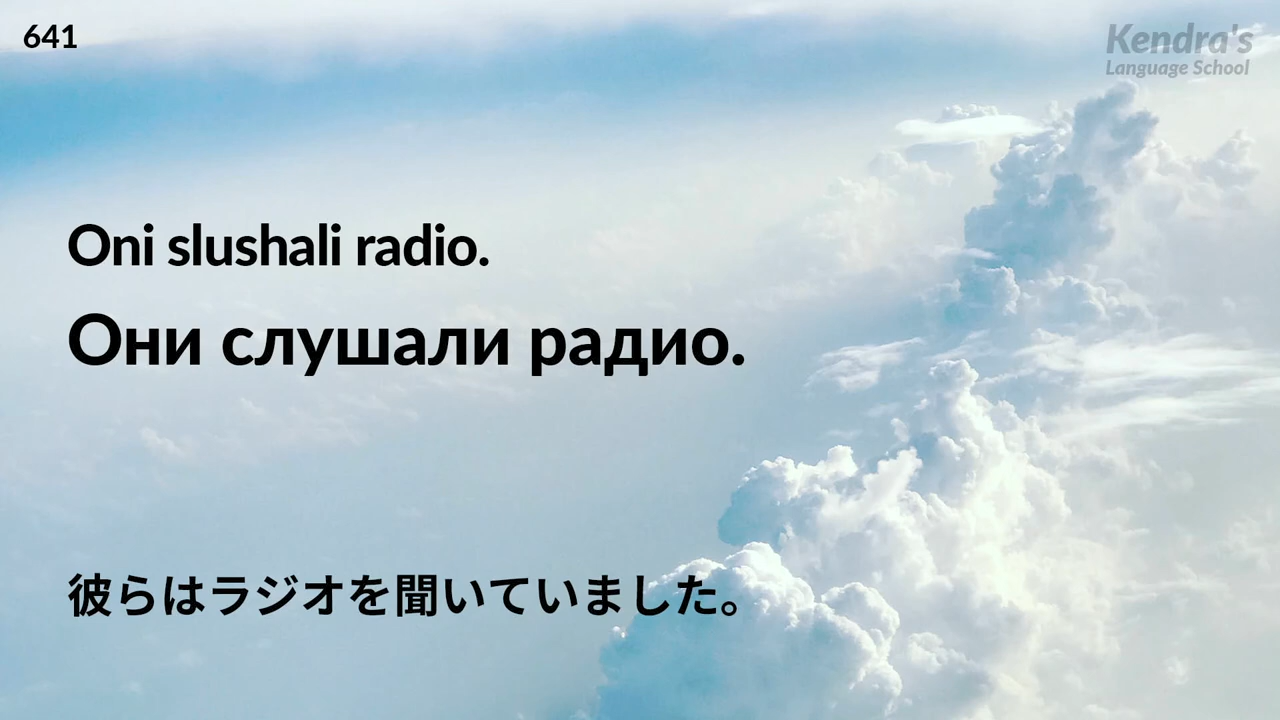 641
Kendra's
Language School
Oni slushali radio.
Они слушали радио.
彼らはラジオを聞いていました。